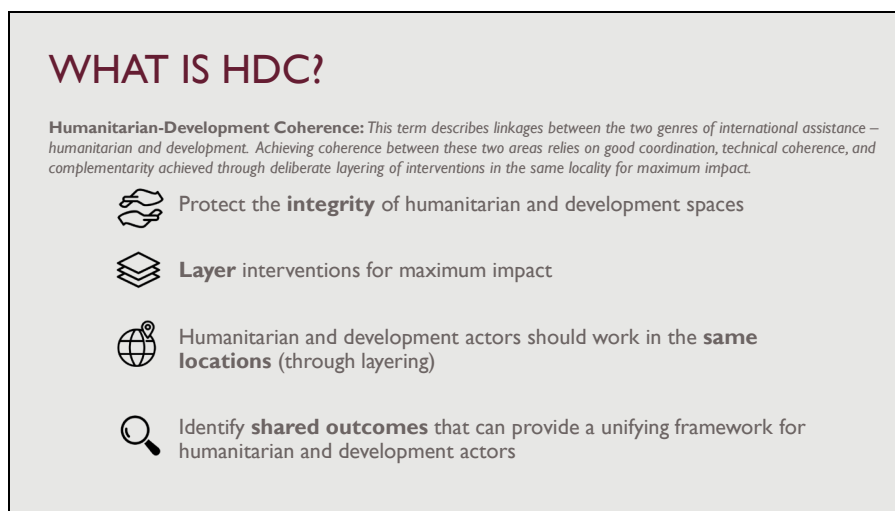 WHAT IS HDC?
Humanitarian-Development Coherence: This term describes linkages between the two genres of international assistance –
humanitarian and development. Achieving coherence between these two areas relies on good coordination, technical coherence, and
complementarity achieved through deliberate layering of interventions in the same locality for maximum impact.
Protect the integrity of humanitarian and development spaces
Layer interventions for maximum impact
Humanitarian and development actors should work in the same
locations (through layering)
Identify shared outcomes that can provide a unifying framework for
humanitarian and development actors